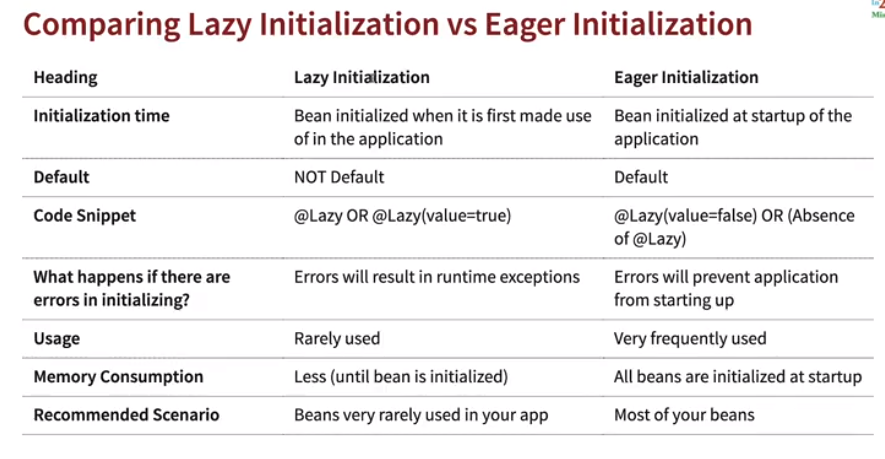 Comparing Lazy Initialization vs Eager Initialization
Heading Lazy Initialization Eager Initialization
Initialization time Bean initialized when it is first made use Bean initialized at startup of the
of in the application application
Default NOT Default Default
Code Snippet @Lazy OR @Lazy(value=true) @Lazy(value=false) OR (Absence
of @Lazy)
What happens if there are Errors will result in runtime exceptions Errors will prevent application
errors in initializing? from starting up
Usage Rarely used Very frequently used
Memory Consumption Less (until bean is initialized) All beans are initialized at startup
Recommended Scenario Beans very rarely used in your app Most of your beans